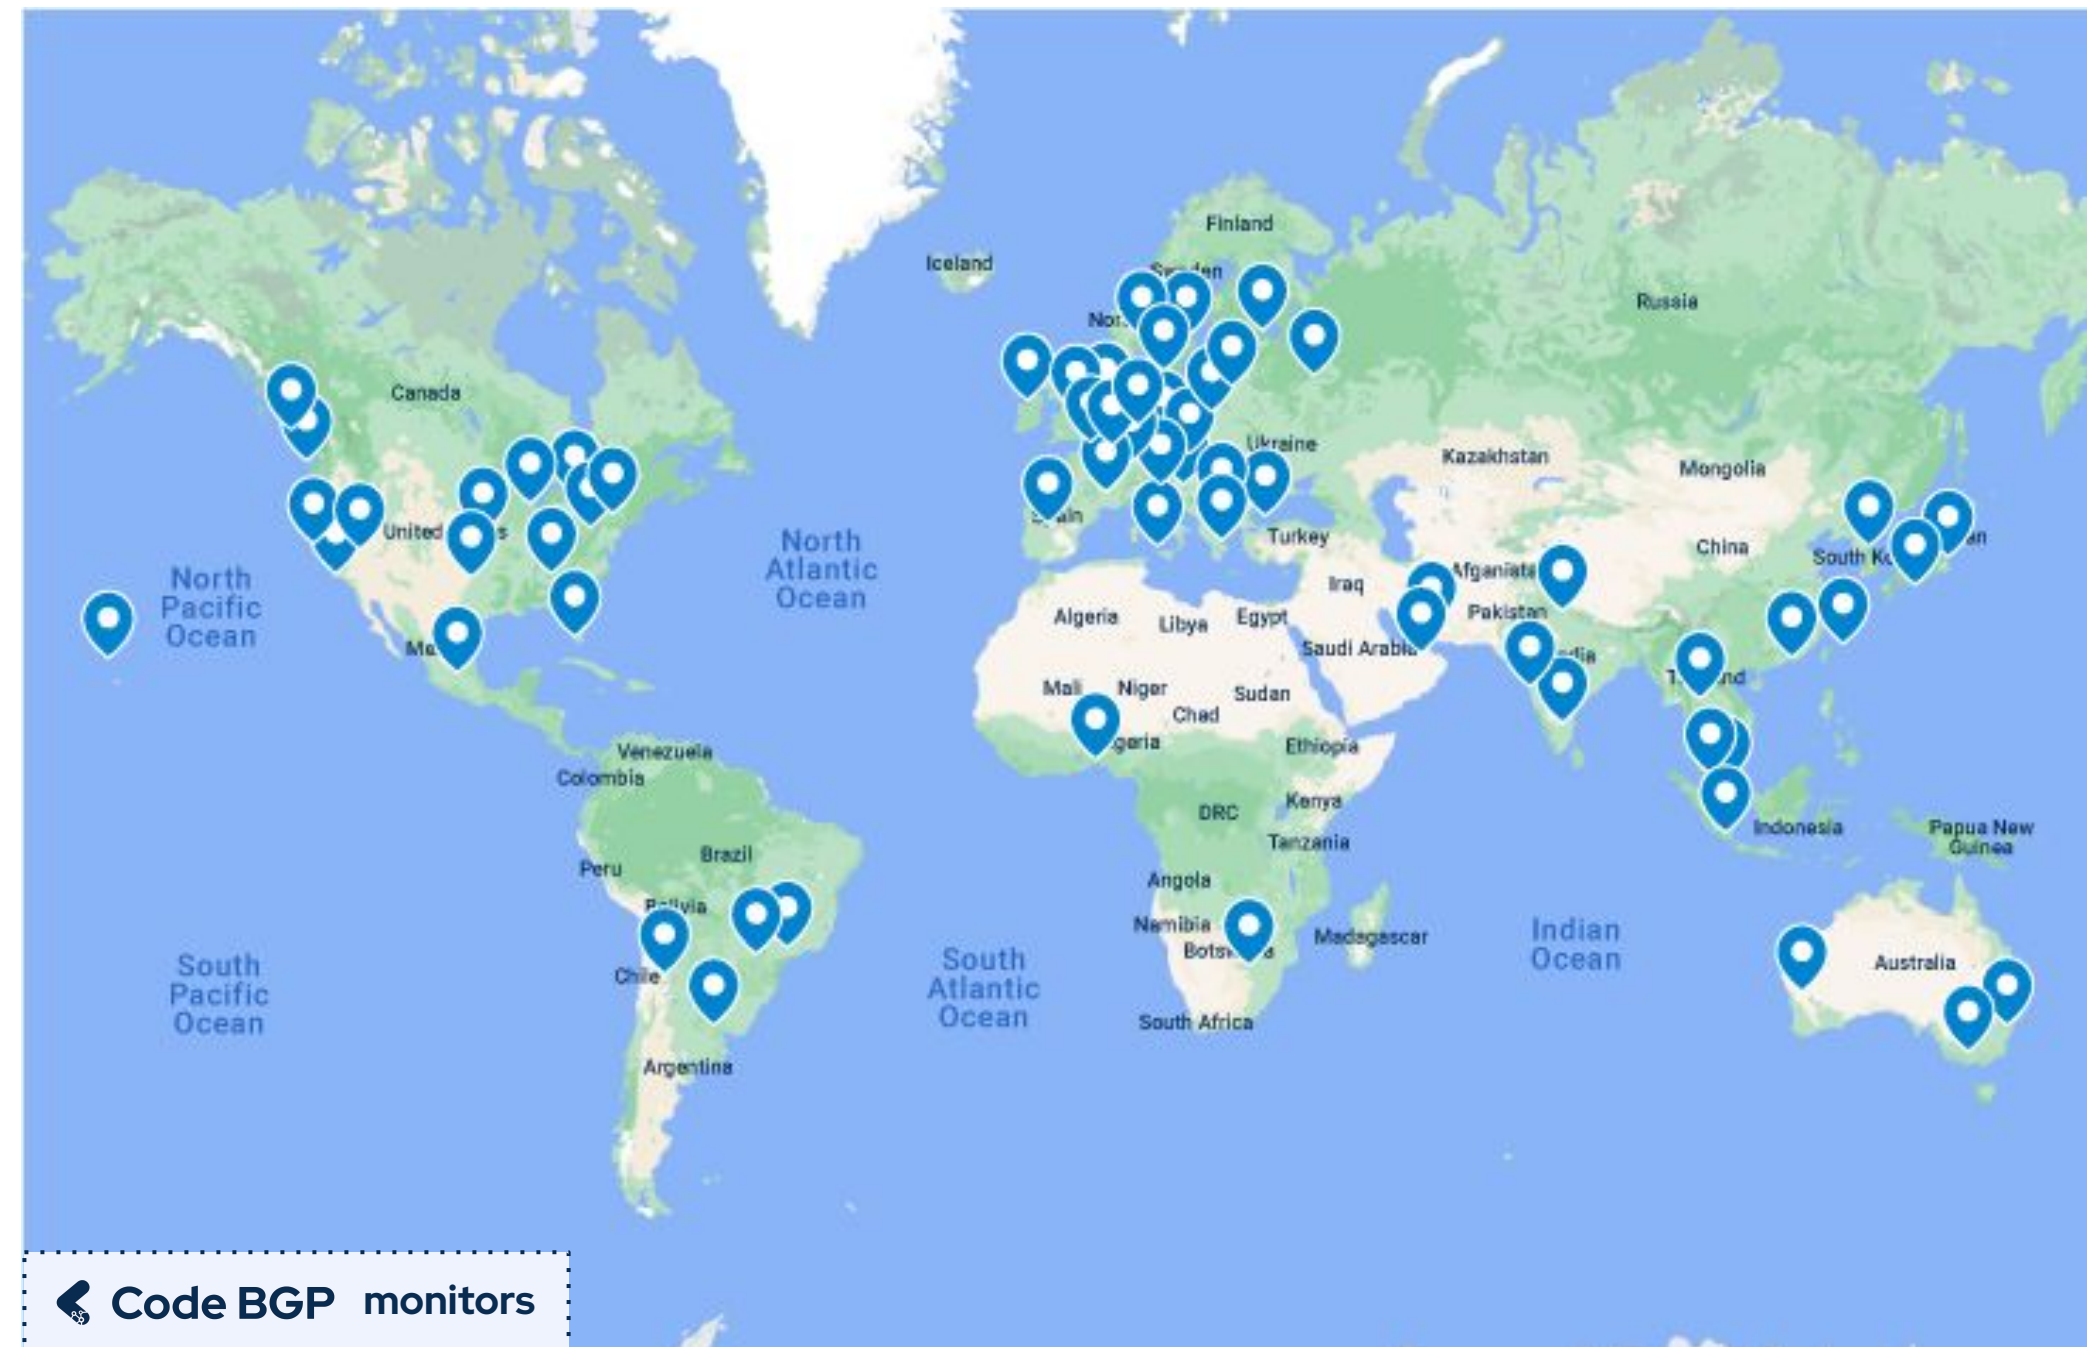 Finland
Iceland
Russia
Canada
Ukraine
Kazakhstan
Mongolia
United
Turkey
China
South
North
Pacific
Ocean
North
Atlantic
Ocean
Iraq
Pakistan
Algeria
Libya
Egypt
Saudi Arabia
Mali
Niger
Chad
Sudan
Ethiopia
Venezuela
Colombia
DRC
Kenya
Tanzania
Indonesia
Papua New
Guinea
Brazil
Peru
Angola
Namibia
Madagascar
Indian
Ocean
Australia
Chile
South
Pacific
Ocean
South
Atlantic
Ocean
South Africa
Argentina
Code BGP monitors